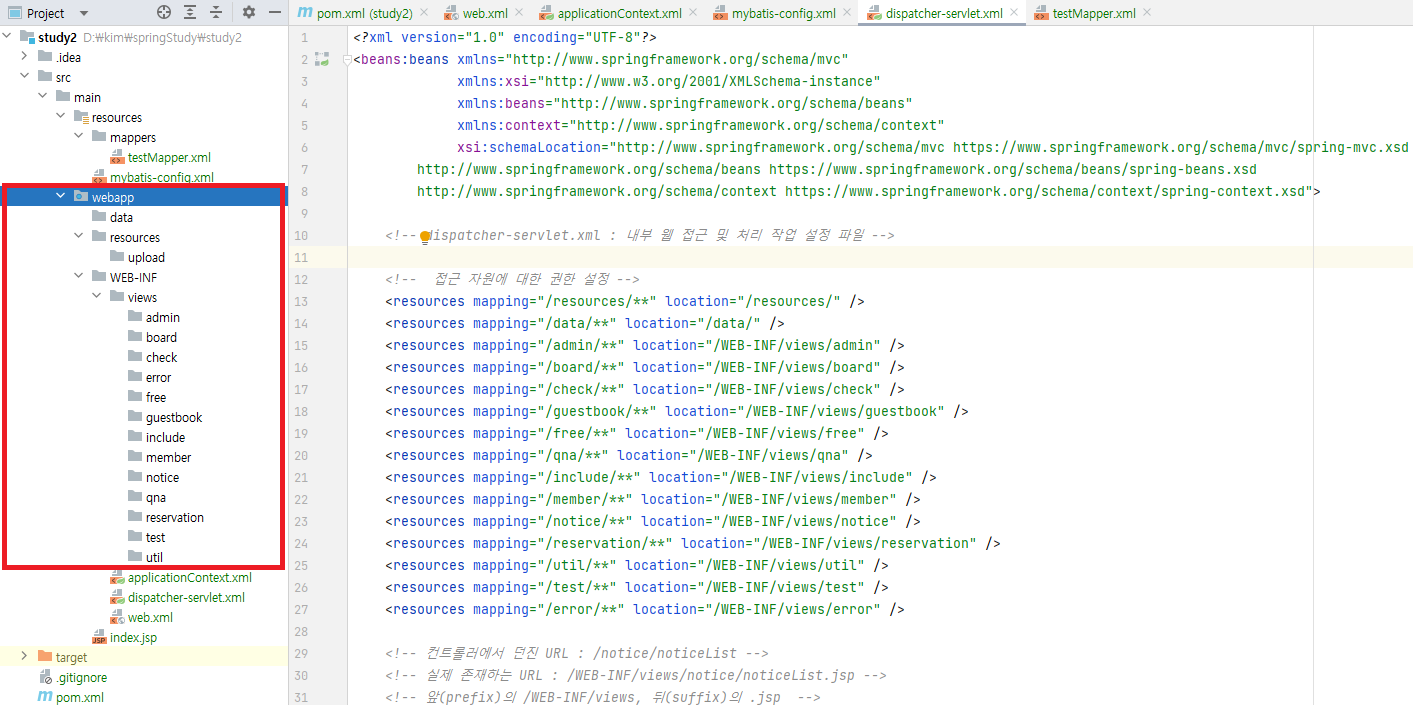 Project
study2 D:₩kim₩springStudy₩study2
.idea
src
main
resources
mappers
testMapper.xml
mybatis-config.xml
webapp
data
resources
upload
WEB-INF
views
admin
board
check
error
free
guestbook
include
member
notice
qna
reservation
test
util
applicationContext.xml
dispatcher-servlet.xml
web.xml
index.jsp
target
.gitignore
pom.xml
pom.xml (study2) web.xml applicationContext.xml mybatis-config.xml dispatcher-servlet.xml testMapper.xml
1 <?xml version="1.0" encoding="UTF-8"?>
2 <beans:beans xmlns="http://www.springframework.org/schema/mvc"
3 xmlns:xsi="http://www.w3.org/2001/XMLSchema-instance"
4 xmlns:beans="http://www.springframework.org/schema/beans"
5 xmlns:context="http://www.springframework.org/schema/context"
6 xsi:schemaLocation="http://www.springframework.org/schema/mvc https://www.springframework.org/schema/mvc/spring-mvc.xsd
7 http://www.springframework.org/schema/beans https://www.springframework.org/schema/beans/spring-beans.xsd
8 http://www.springframework.org/schema/context https://www.springframework.org/schema/context/spring-context.xsd">
9
10 <!-- dispatcher-servlet.xml : 내부 웹 접근 및 처리 작업 설정 파일 -->
11
12 <!-- 접근 자원에 대한 권한 설정 -->
13 <resources mapping="/resources/**" location="/resources/" />
14 <resources mapping="/data/**" location="/data/" />
15 <resources mapping="/admin/**" location="/WEB-INF/views/admin" />
16 <resources mapping="/board/**" location="/WEB-INF/views/board" />
17 <resources mapping="/check/**" location="/WEB-INF/views/check" />
18 <resources mapping="/guestbook/**" location="/WEB-INF/views/guestbook" />
19 <resources mapping="/free/**" location="/WEB-INF/views/free" />
20 <resources mapping="/qna/**" location="/WEB-INF/views/qna" />
21 <resources mapping="/include/**" location="/WEB-INF/views/include" />
22 <resources mapping="/member/**" location="/WEB-INF/views/member" />
23 <resources mapping="/notice/**" location="/WEB-INF/views/notice" />
24 <resources mapping="/reservation/**" location="/WEB-INF/views/reservation" />
25 <resources mapping="/util/**" location="/WEB-INF/views/util" />
26 <resources mapping="/test/**" location="/WEB-INF/views/test" />
27 <resources mapping="/error/**" location="/WEB-INF/views/error" />
28
29 <!-- 컨트롤러에서 던진 URL : /notice/noticeList -->
30 <!-- 실제 존재하는 URL : /WEB-INF/views/notice/noticeList.jsp -->
31 <!-- 앞(prefix)의 /WEB-INF/views, 뒤(suffix)의 .jsp -->